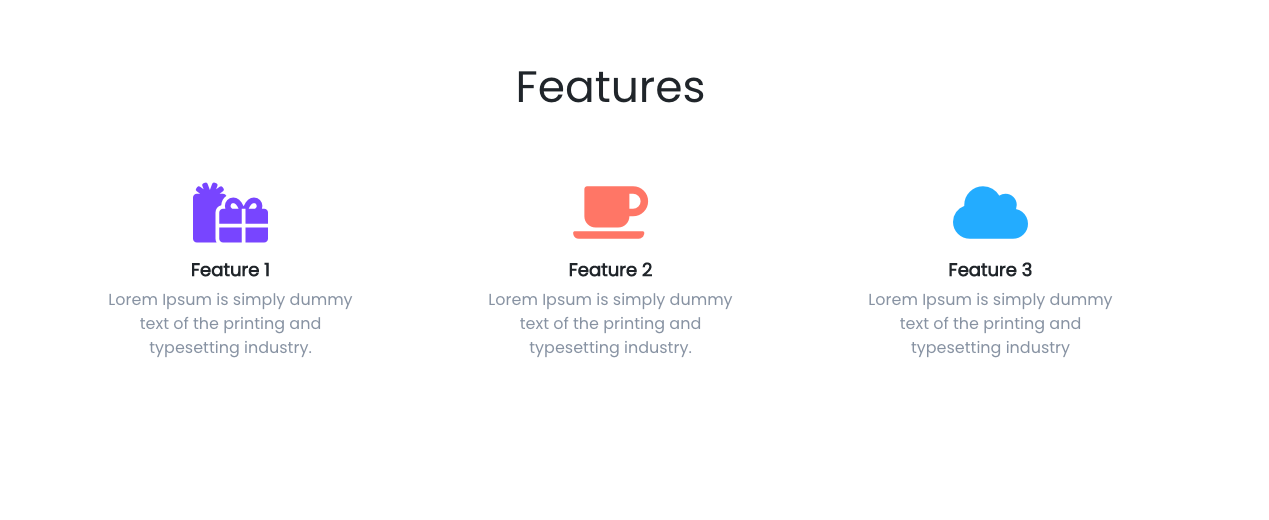 Features
Feature 1
Lorem Ipsum is simply dummy
text of the printing and
typesetting industry.
Feature 2
Lorem Ipsum is simply dummy
text of the printing and
typesetting industry.
Feature 3
Lorem Ipsum is simply dummy
text of the printing and
typesetting industry